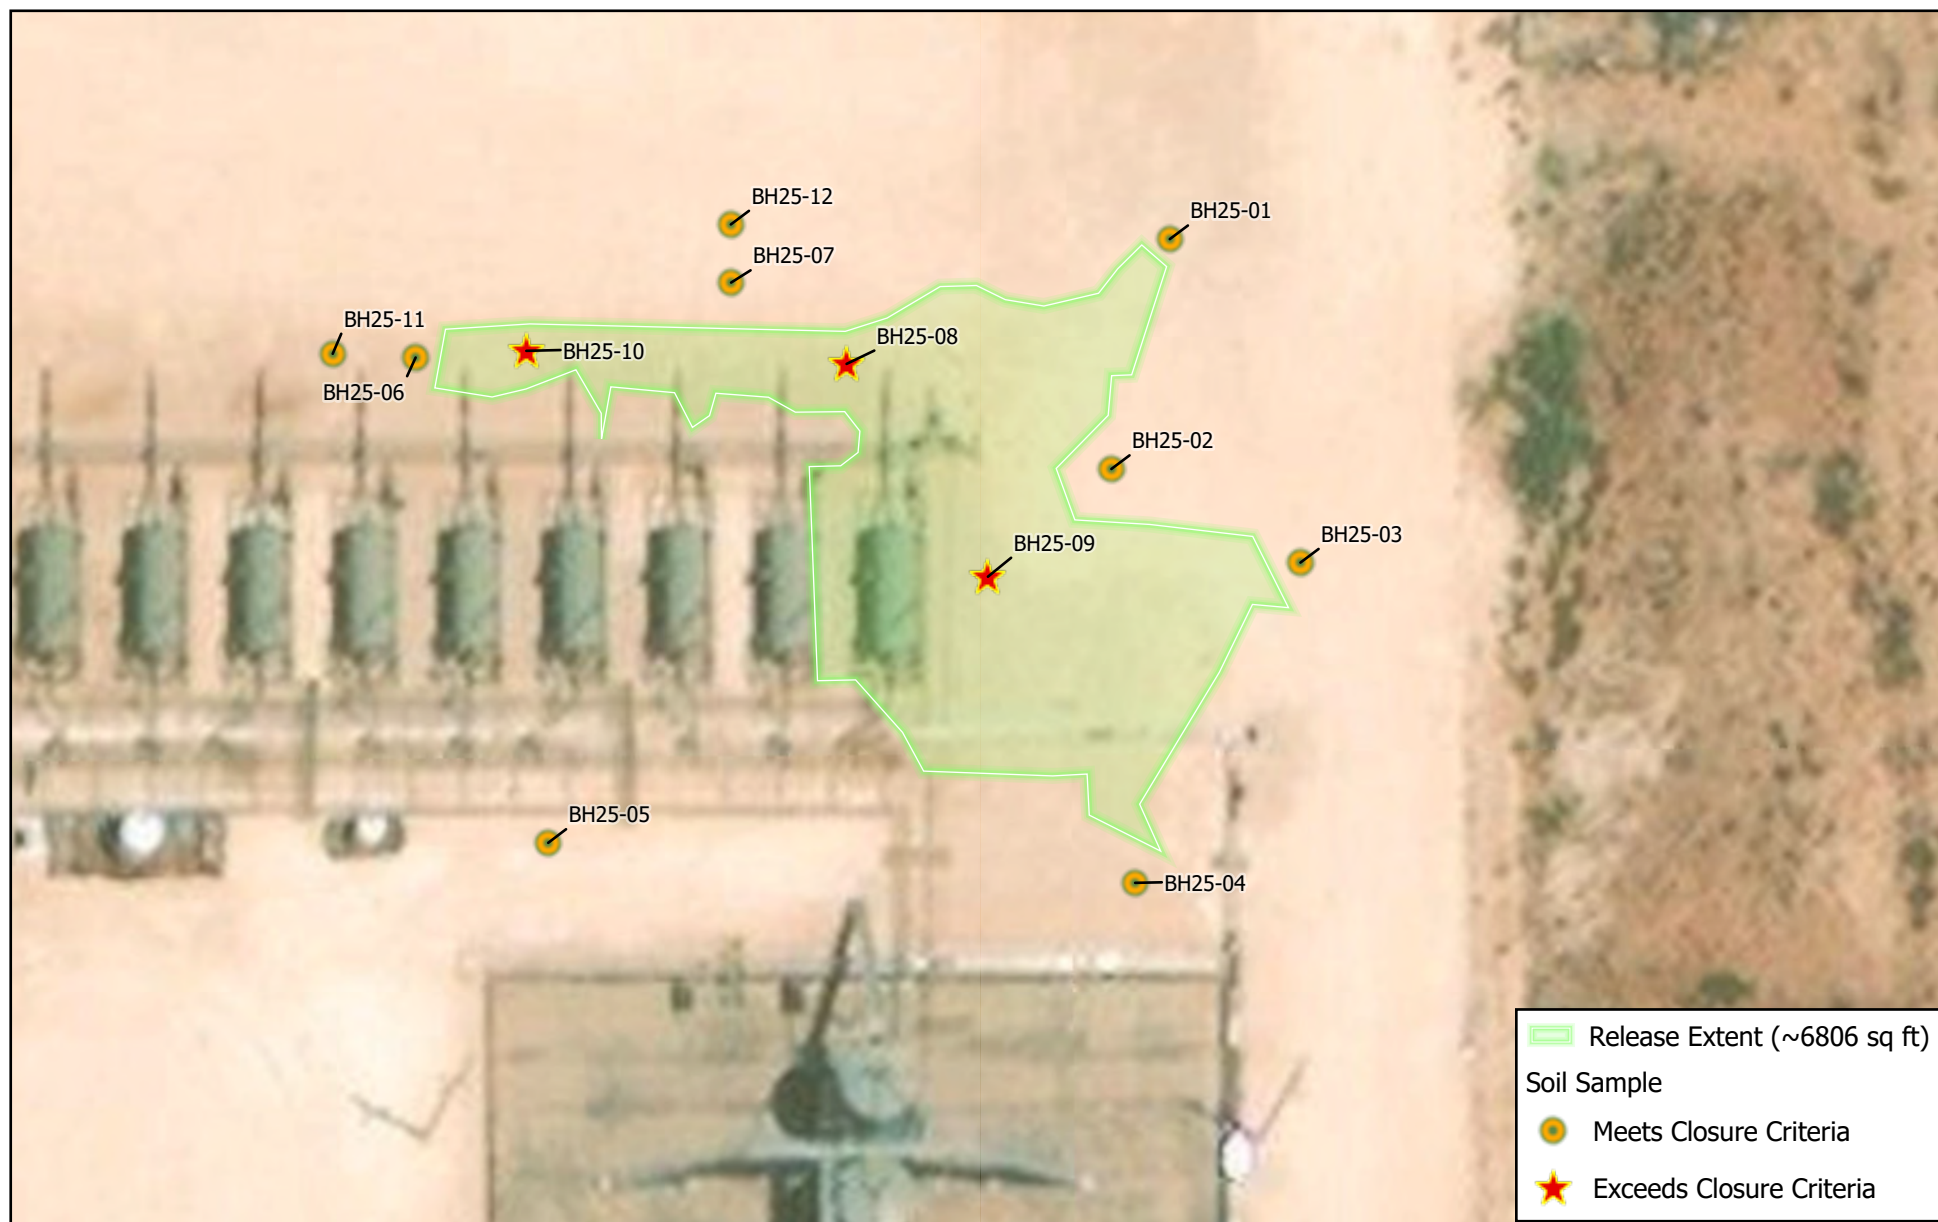 BH25-12
BH25-01
BH25-07
BH25-11
BH25-08
BH25-10
BH25-06
BH25-02
BH25-03
BH25-09
BH25-05
BH25-04
Release Extent (~6806 sq ft)
Soil Sample
Meets Closure Criteria
Exceeds Closure Criteria